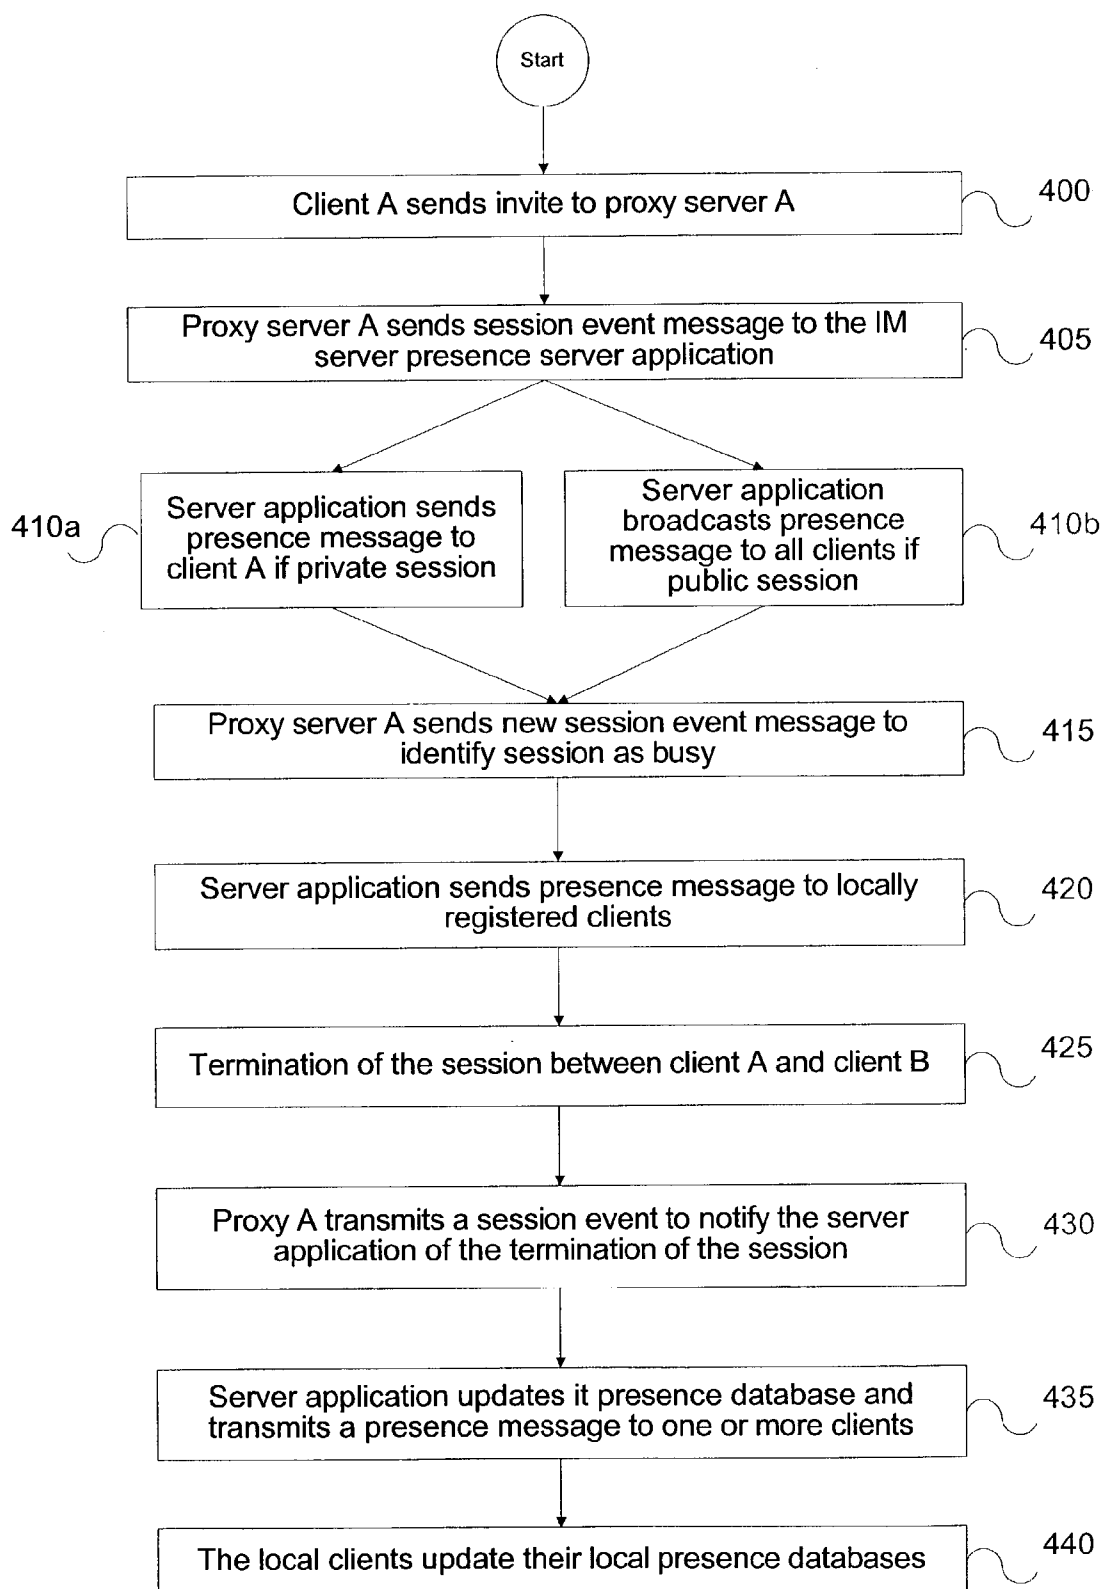 Start
Client A sends invite to proxy server A
400
Proxy server A sends session event message to the IM
server presence server application
405
410a
Server application sends
presence message to
client A if private session
Server application
broadcasts presence
message to all clients if
public session
410b
Proxy server A sends new session event message to
identify session as busy
415
Server application sends presence message to locally
registered clients
420
Termination of the session between client A and client B
425
Proxy A transmits a session event to notify the server
application of the termination of the session
430
Server application updates it presence database and
transmits a presence message to one or more clients
435
The local clients update their local presence databases
440